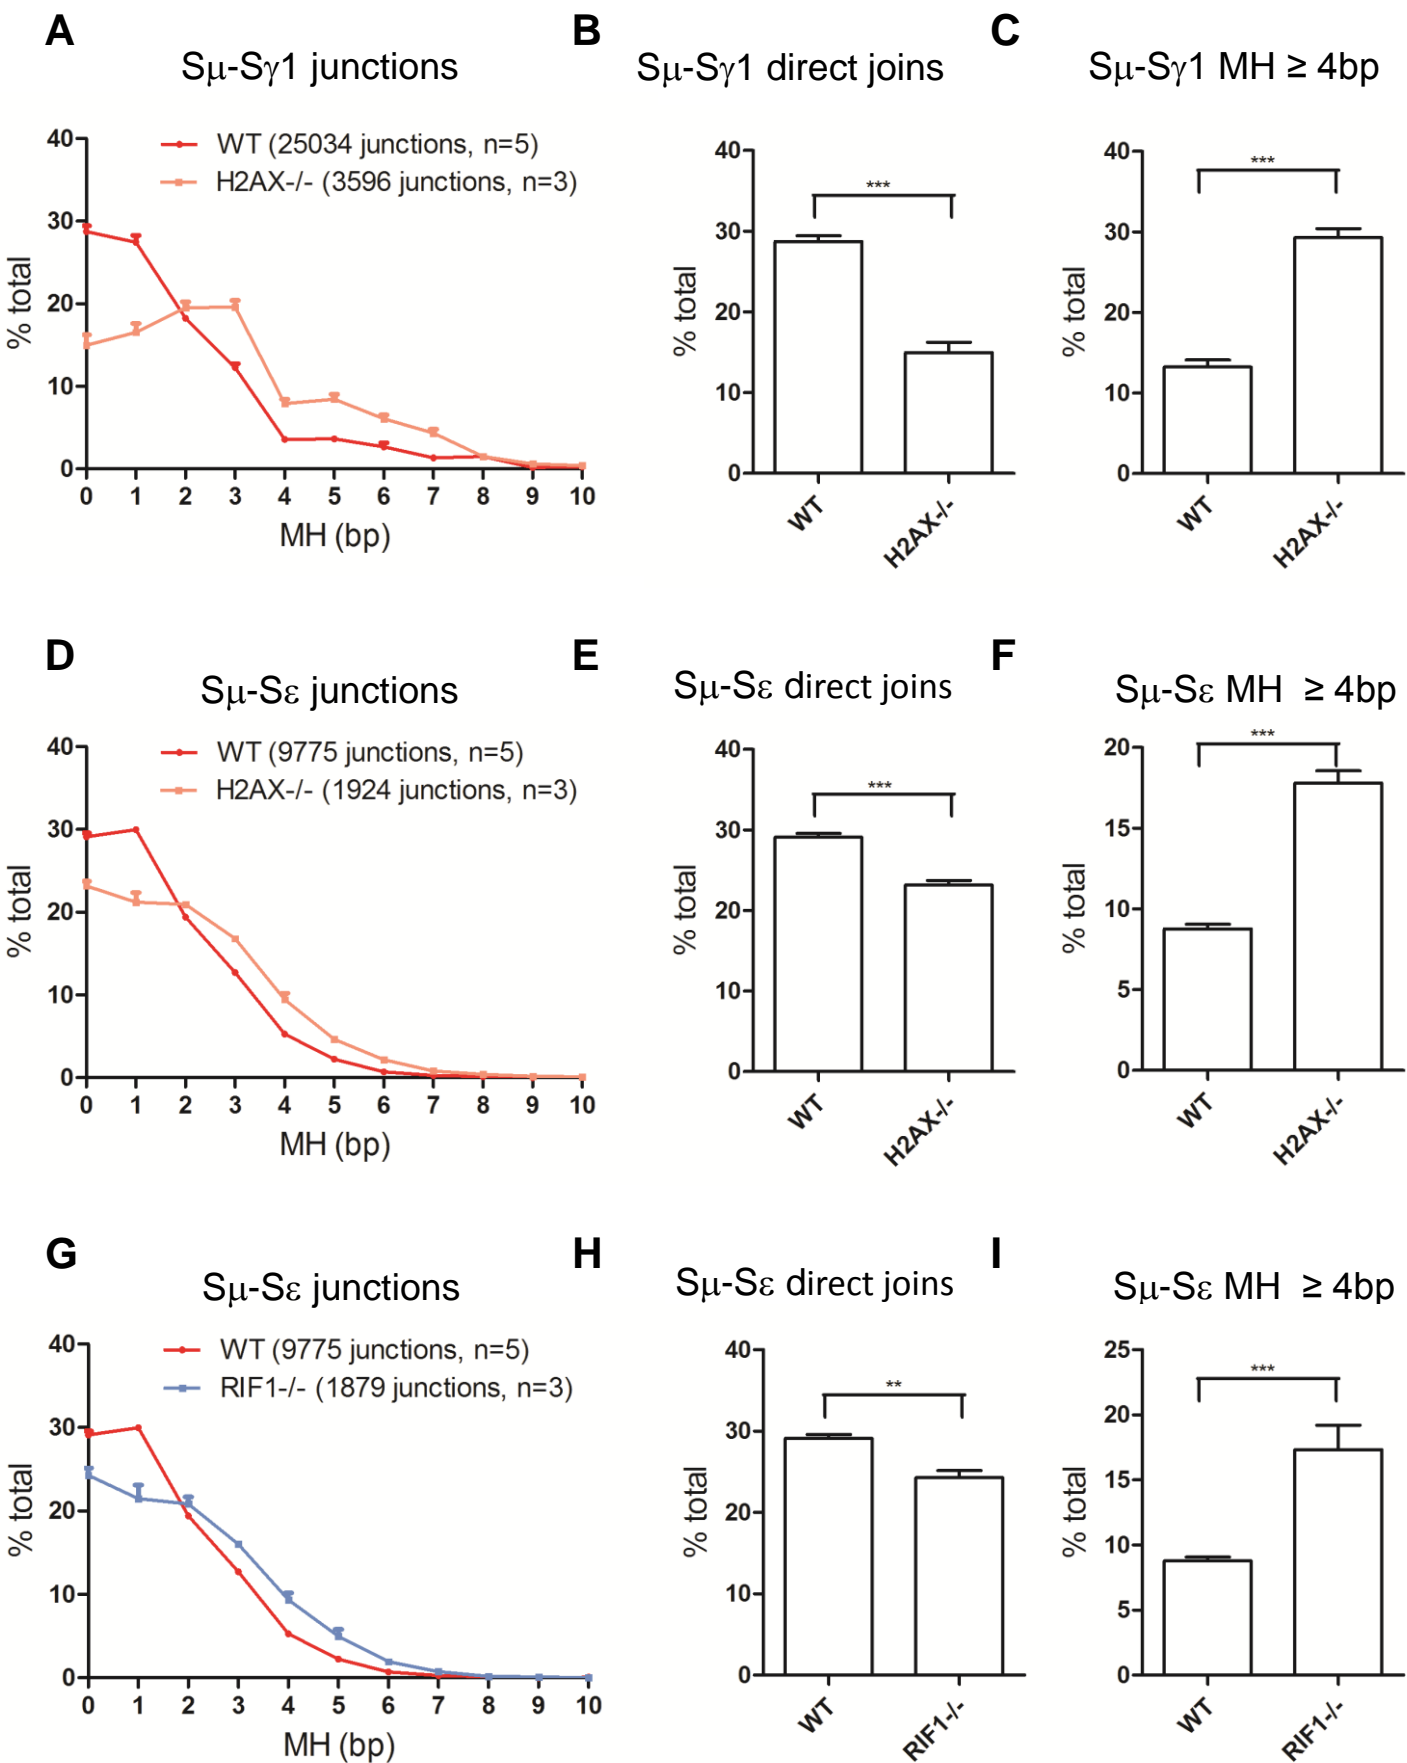 A
Sμ-Sγ1 junctions
WT (25034 junctions, n=5)
H2AX-/- (3596 junctions, n=3)
% total
40
30
20
10
0
0 1 2 3 4 5 6 7 8 9 10
MH (bp)
B
Sμ-Sγ1 direct joins
***
% total
40
30
20
10
0
WT
H2AX-/-
C
Sμ-Sγ1 MH ≥ 4bp
***
% total
40
30
20
10
0
WT
H2AX-/-
D
Sμ-Sε junctions
WT (9775 junctions, n=5)
H2AX-/- (1924 junctions, n=3)
% total
40
30
20
10
0
0 1 2 3 4 5 6 7 8 9 10
MH (bp)
E
Sμ-Sε direct joins
***
% total
40
30
20
10
0
WT
H2AX-/-
F
Sμ-Sε MH ≥ 4bp
***
% total
20
15
10
5
0
WT
H2AX-/-
G
Sμ-Sε junctions
WT (9775 junctions, n=5)
RIF1-/- (1879 junctions, n=3)
% total
40
30
20
10
0
0 1 2 3 4 5 6 7 8 9 10
MH (bp)
H
Sμ-Sε direct joins
**
% total
40
30
20
10
0
WT
RIF1-/-
I
Sμ-Sε MH ≥ 4bp
***
% total
25
20
15
10
5
0
WT
RIF1-/-